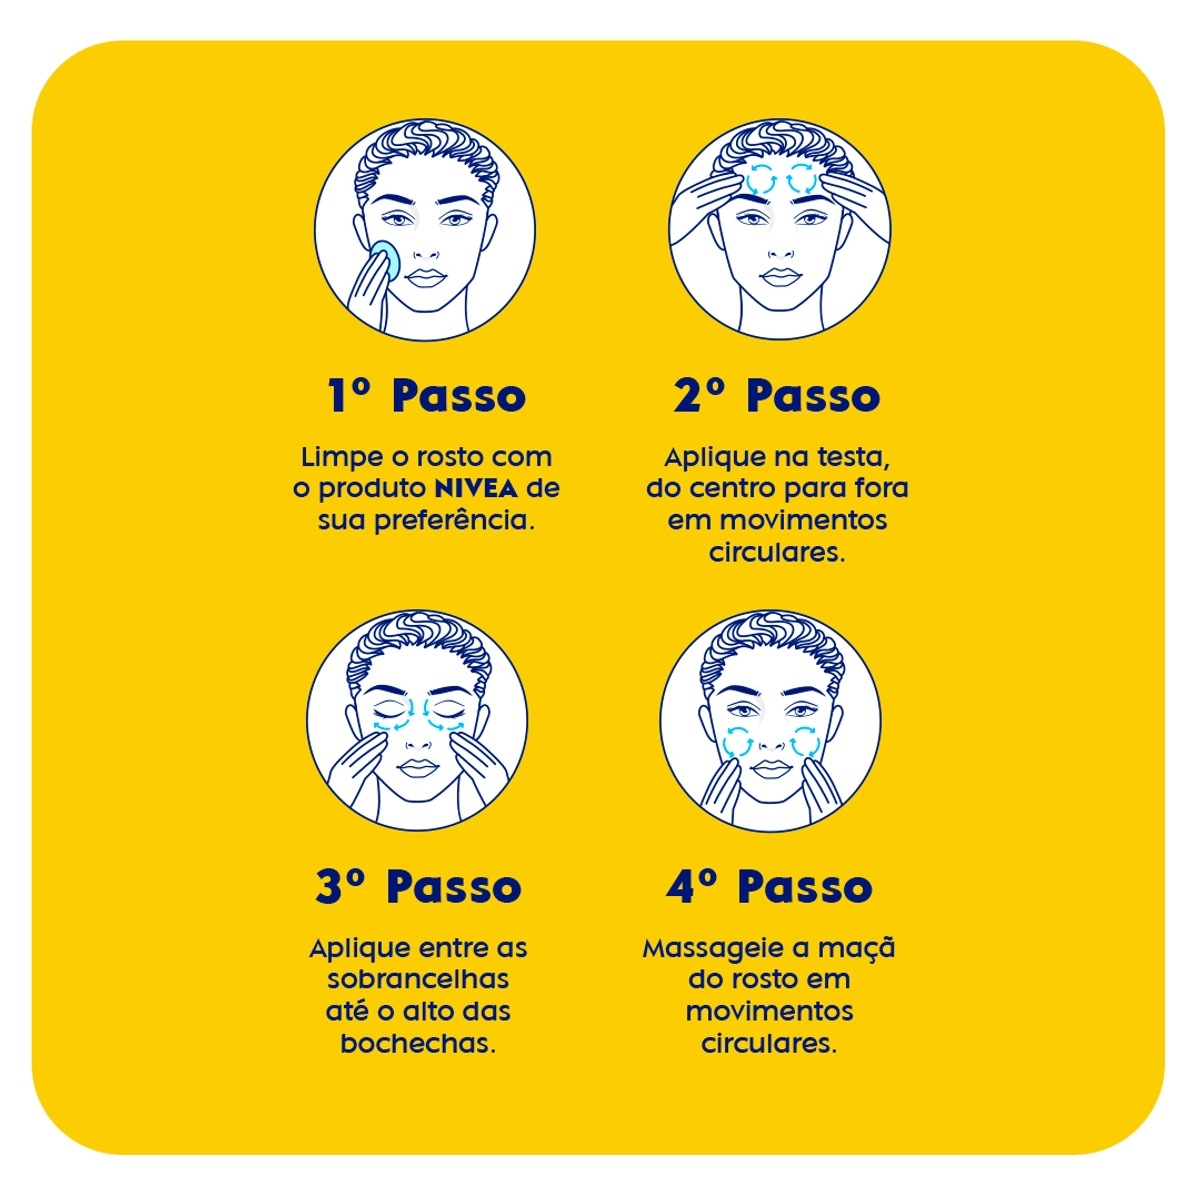 1º Passo
Limpe o rosto com
o produto NIVEA de
sua preferência.
2º Passo
Aplique na testa,
do centro para fora
em movimentos
circulares.
3º Passo
Aplique entre as
sobrancelhas
até o alto das
bochechas.
4º Passo
Massageie a maçã
do rosto em
movimentos
circulares.